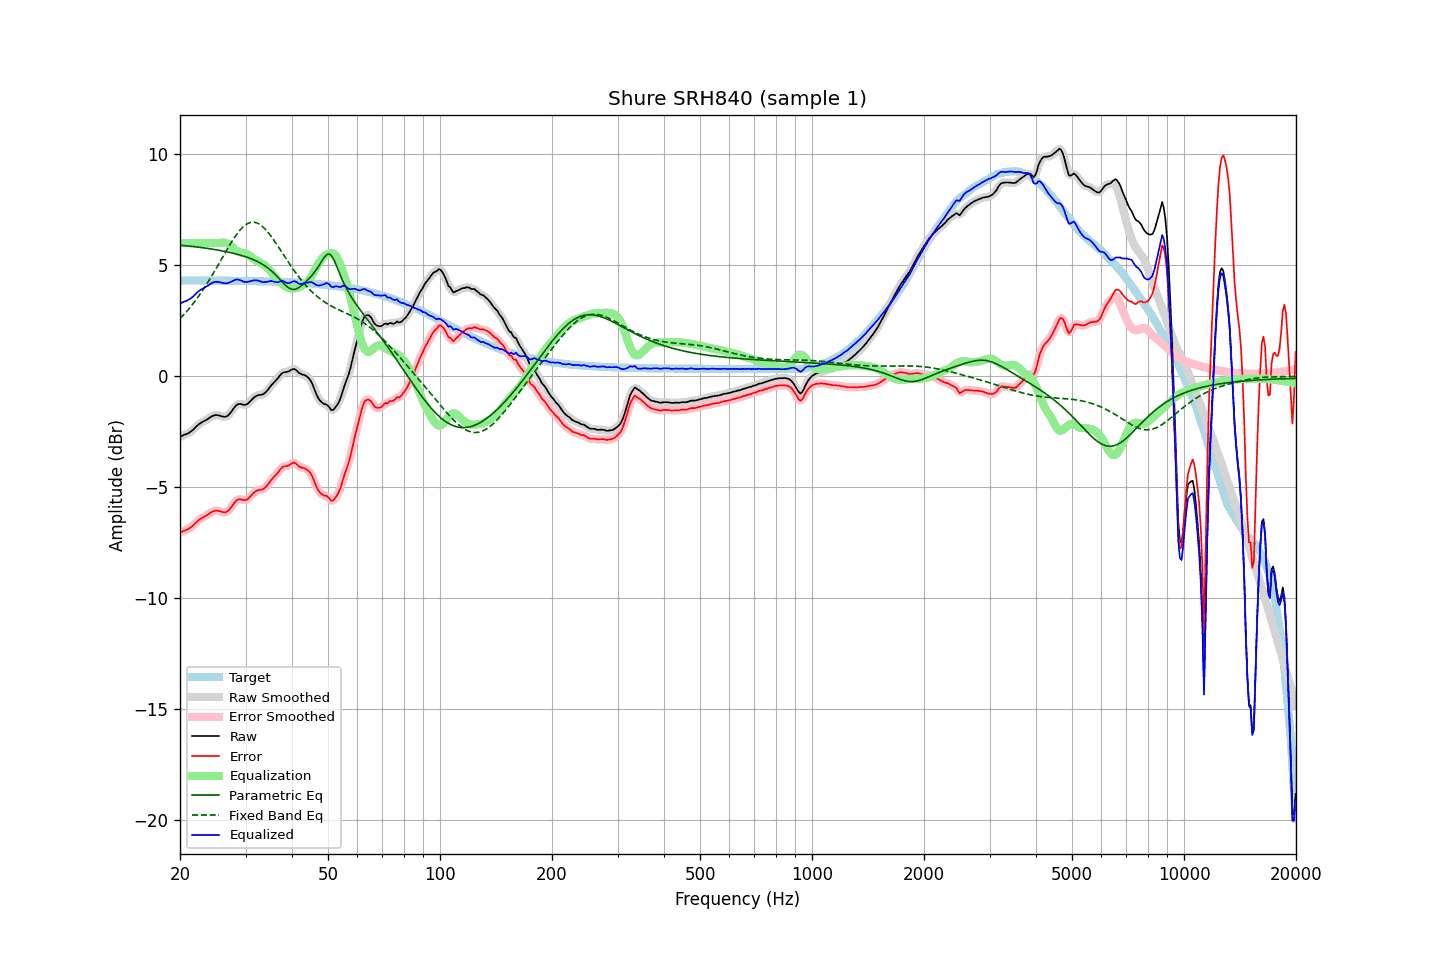 Shure SRH840 (sample 1)
10
5
0
−5
−10
−15
−20
Amplitude (dBr)
Target
Raw Smoothed
Error Smoothed
Raw
Error
Equalization
Parametric Eq
Fixed Band Eq
Equalized
20 50 100 200 500 1000 2000 5000 10000 20000
Frequency (Hz)